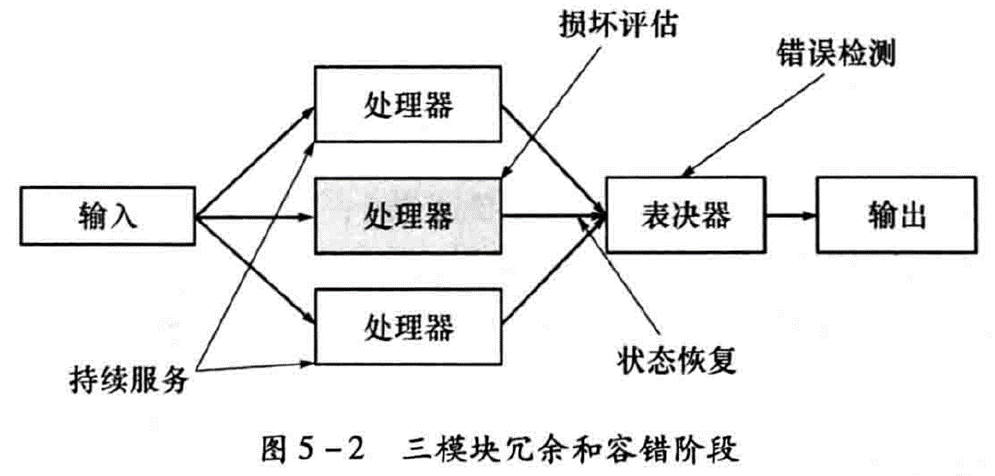 损坏评估
错误检测
处理器
输入
处理器
表决器
输出
处理器
状态恢复
持续服务
图5-2 三模块冗余和容错阶段